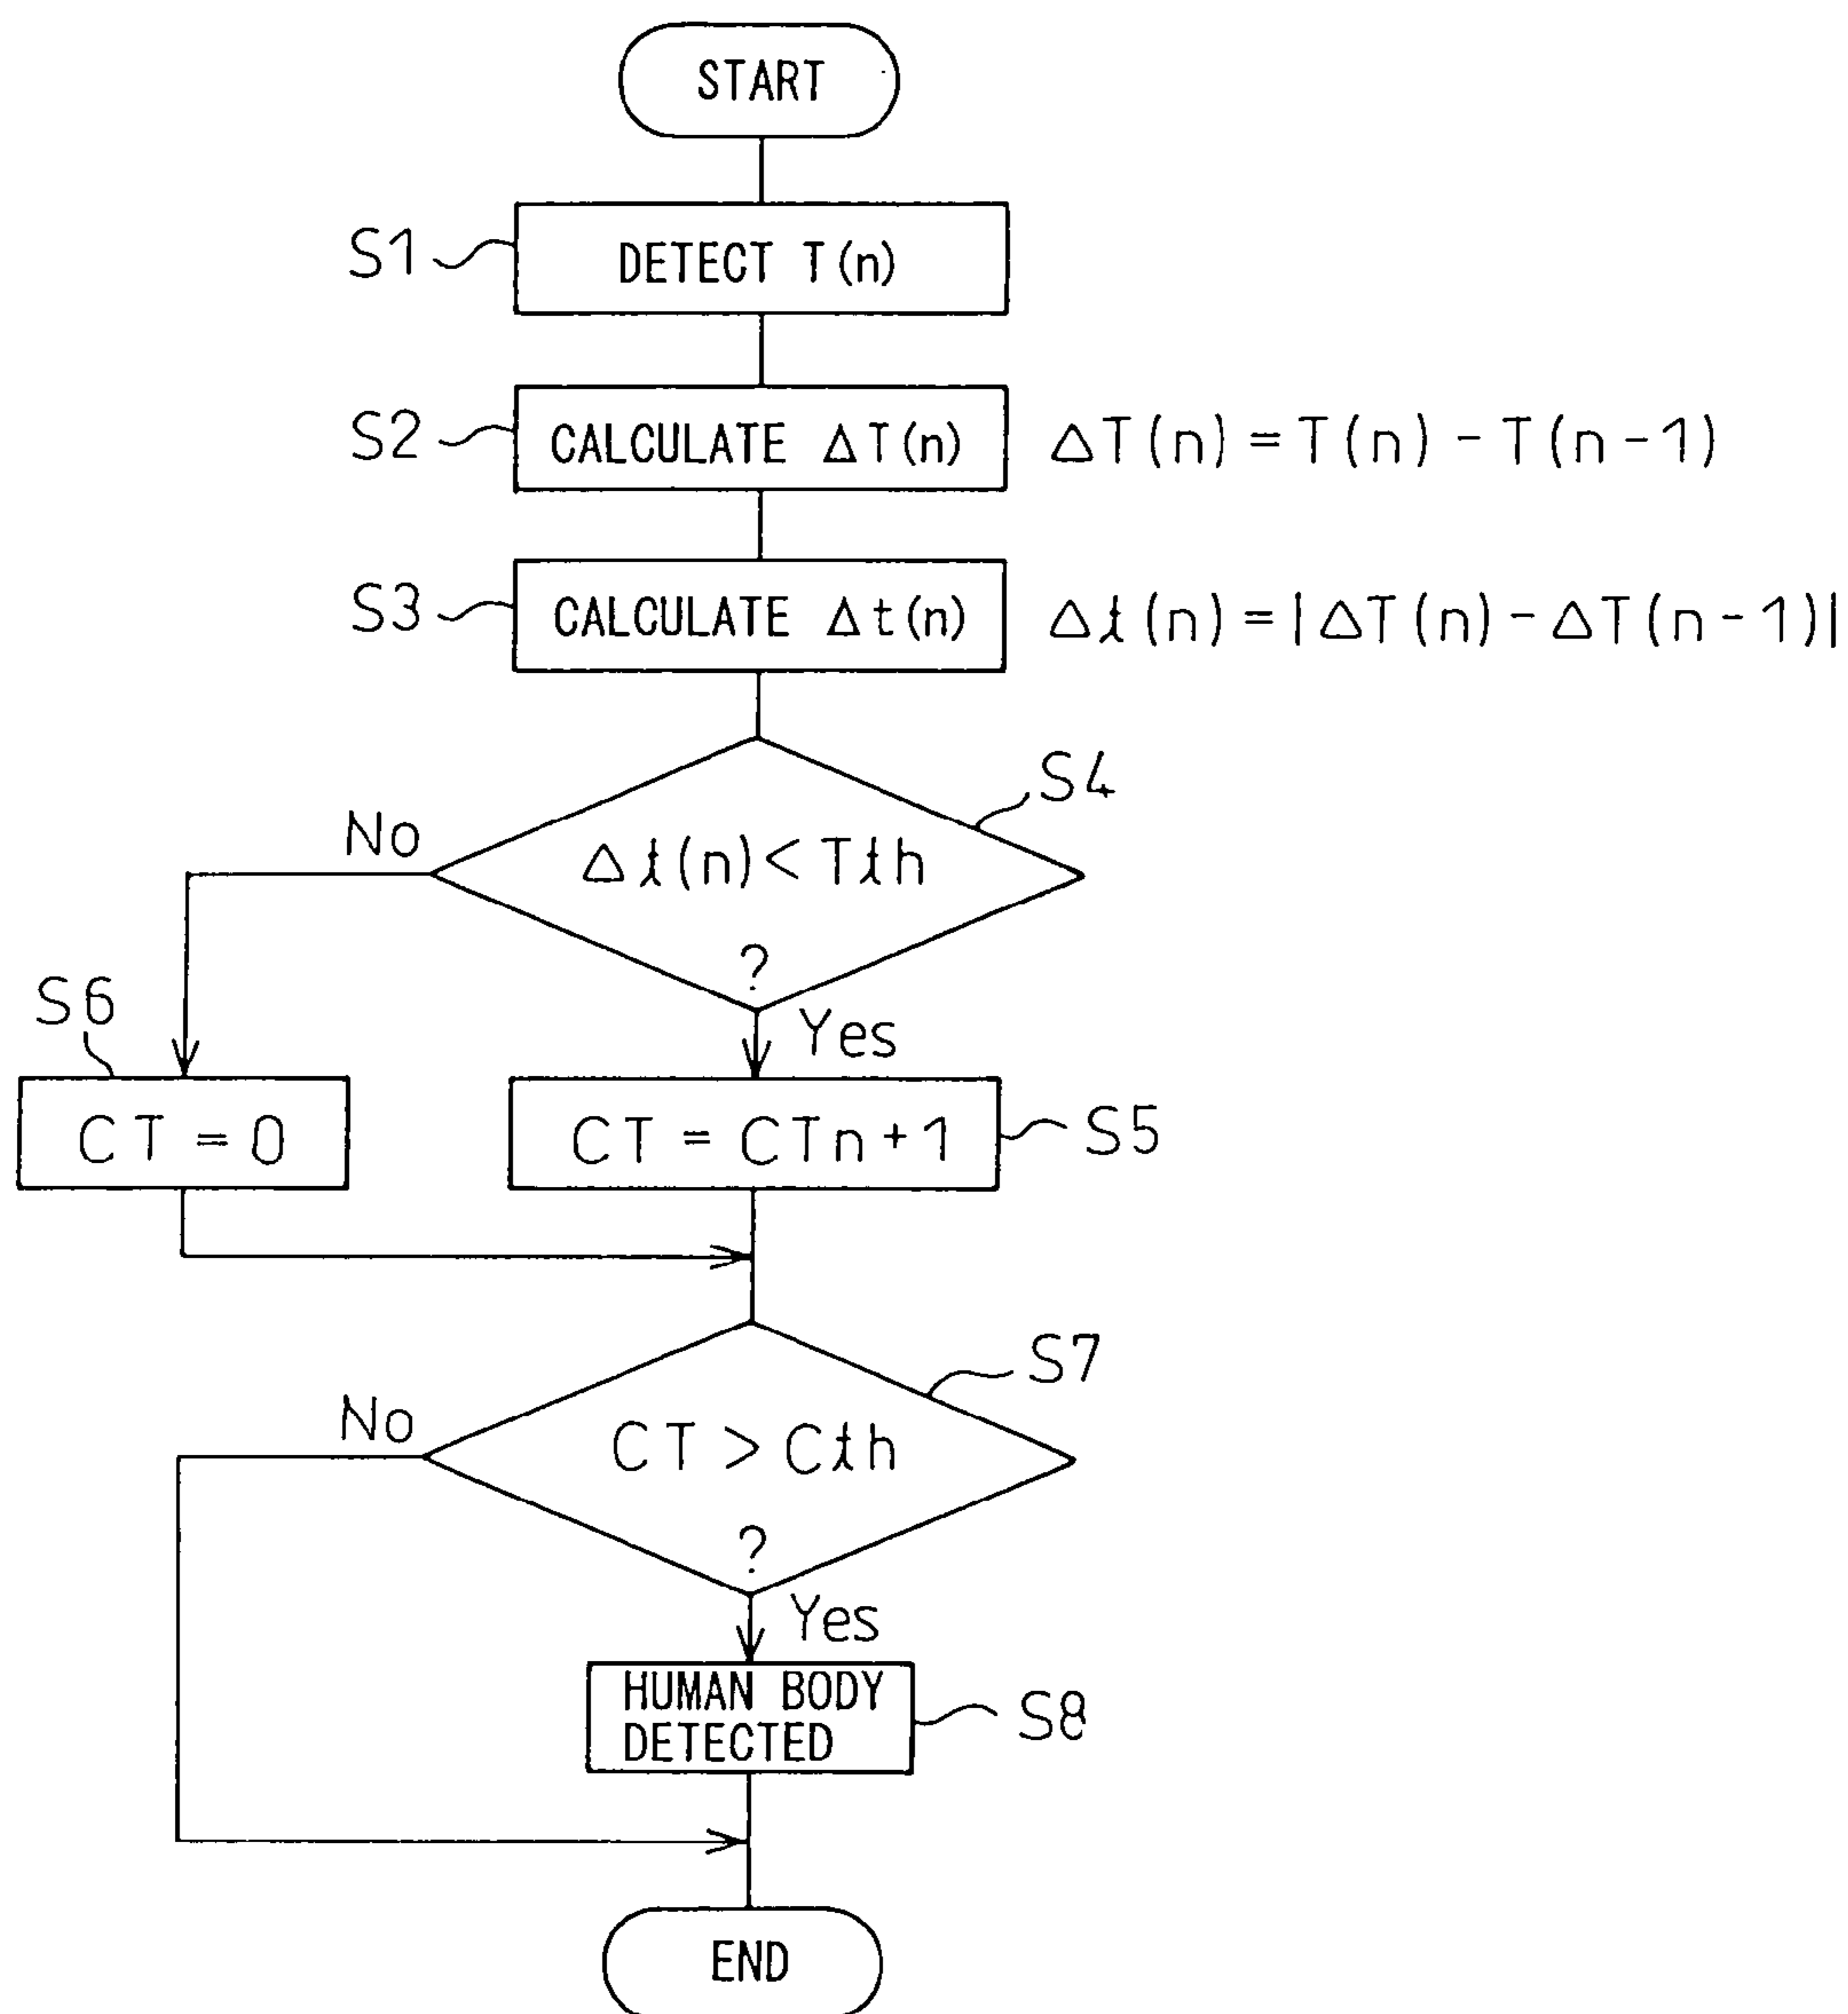 START
S1
DETECT T(n)
S2
CALCULATE ΔT(n)
ΔT(n) = T(n) - T(n-1)
S3
CALCULATE Δt(n)
Δt(n) = |ΔT(n) - ΔT(n-1)|
S4
No
Δt(n) < Tth
?
Yes
S6
CT = 0
CT = CTn + 1
S5
S7
No
CT > Cth
?
Yes
HUMAN BODY
DETECTED
S8
END